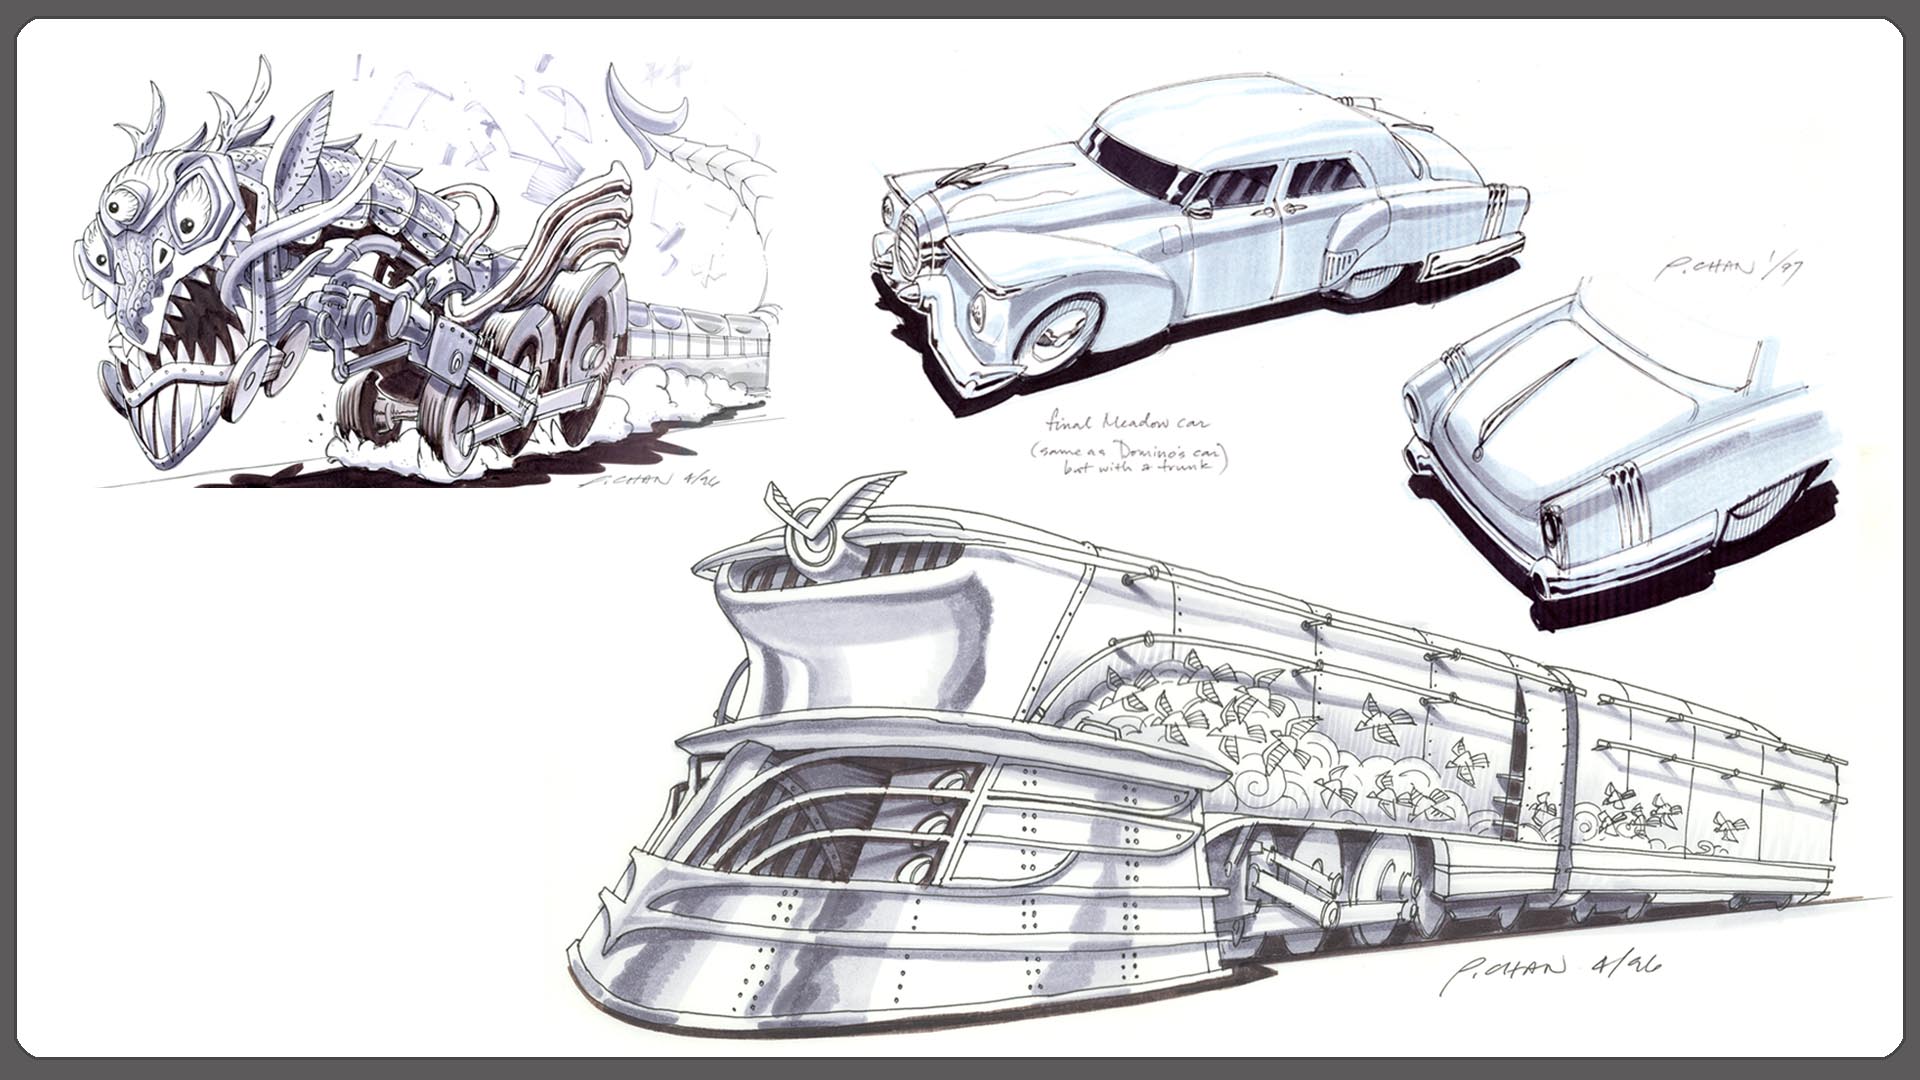 P. CHAN 1/97
final Meadow car
(same as Domino's car
but with a trunk)
P. CHAN 4/96
P. CHAN 4/96